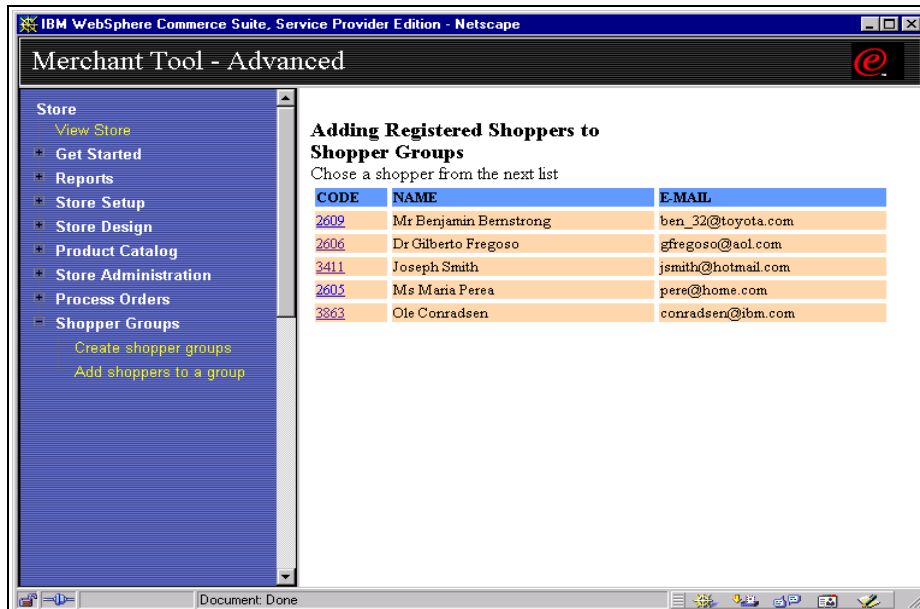 IBM WebSphere Commerce Suite, Service Provider Edition - Netscape
Merchant Tool - Advanced
e
Store
View Store
Get Started
Reports
Store Setup
Store Design
Product Catalog
Store Administration
Process Orders
Shopper Groups
Create shopper groups
Add shoppers to a group
Adding Registered Shoppers to
Shopper Groups
Chose a shopper from the next list
CODE NAME E-MAIL
2609 Mr Benjamin Bernstrong ben_32@toyota.com
2606 Dr Gilberto Fregoso gfregoso@aol.com
3411 Joseph Smith jsmith@hotmail.com
2605 Ms Maria Perea pere@home.com
3863 Ole Conradsen conradsen@ibm.com
Document: Done